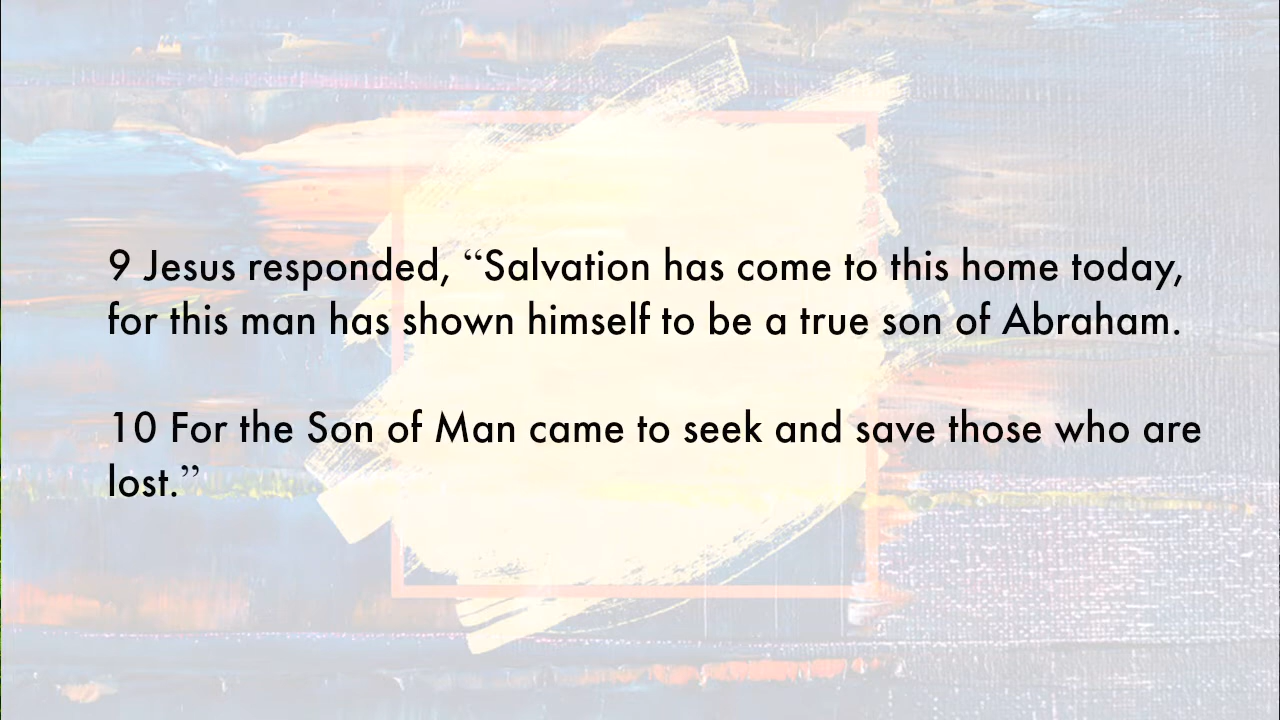 9 Jesus responded, “Salvation has come to this home today,
for this man has shown himself to be a true son of Abraham.
10 For the Son of Man came to seek and save those who are
lost.”